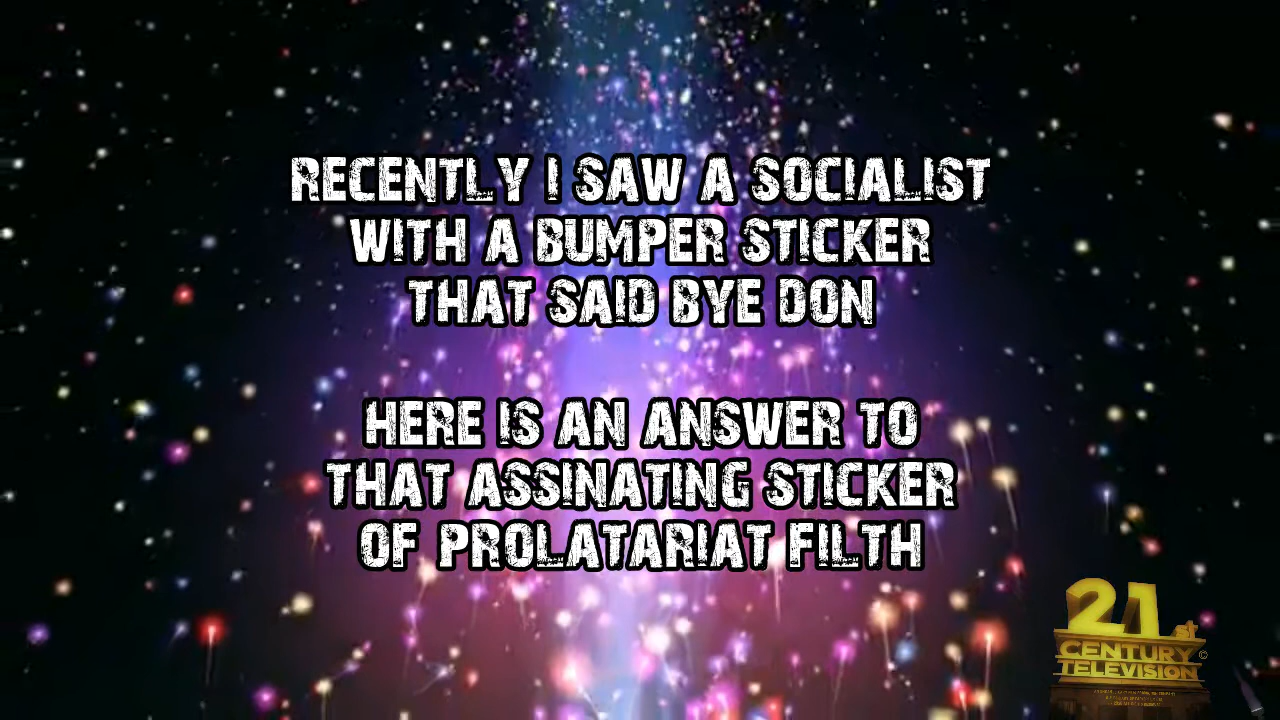 RECENTLY I SAW A SOCIALIST
WITH A BUMPER STICKER
THAT SAID BYE DON
HERE IS AN ANSWER TO
THAT ASSINATING STICKER
OF PROLATARIAT FILTH
21st
CENTURY ©
TELEVISION